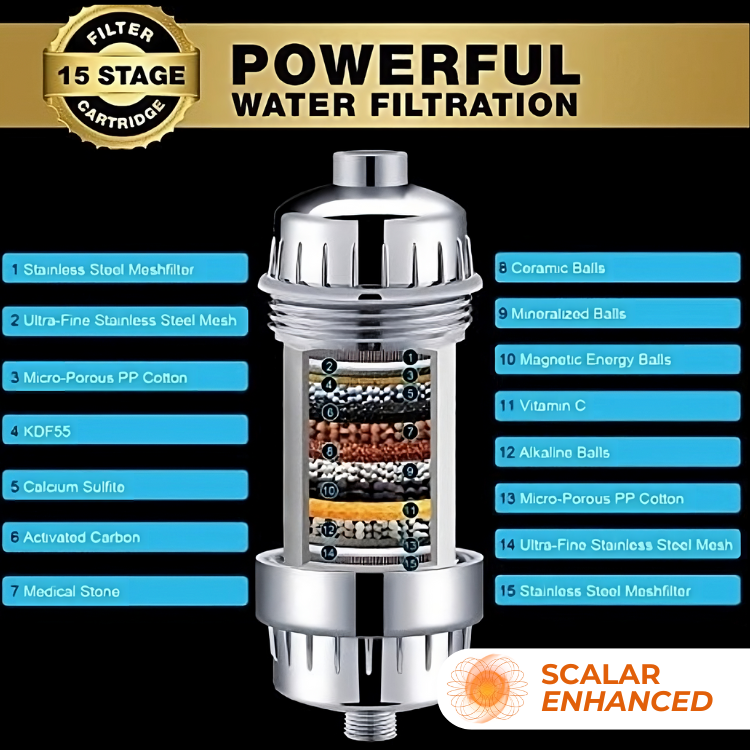 FILTER
15 STAGE
CARTRIDGE
POWERFUL
WATER FILTRATION
1 Stainless Steel Meshfilter
2 Ultra-Fine Stainless Steel Mesh
3 Micro-Porous PP Cotton
4 KDF55
5 Calcium Sulfite
6 Activated Carbon
7 Medical Stone
8 Ceramic Balls
9 Mineralized Balls
10 Magnetic Energy Balls
11 Vitamin C
12 Alkaline Balls
13 Micro-Porous PP Cotton
14 Ultra-Fine Stainless Steel Mesh
15 Stainless Steel Meshfilter
1
2
3
4
5
6
7
8
9
10
11
12
13
14
15
SCALAR
ENHANCED